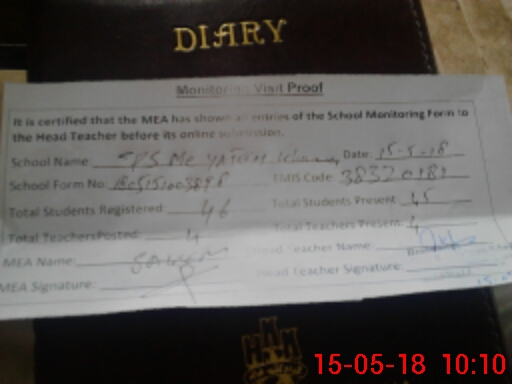 DIARY
Monitoring Visit Proof
It is certified that the MEA has shown all entries of the School Monitoring Form to
the Head Teacher before its online submission.
School Name: Date: 15-5-18
School Form No. EMIS Code: 38320181
Total Students Registered: 46 Total Students Present: 45
Total Teachers Posted: 4 Total Teachers Present: 4
MEA Name: Head Teacher Name:
MEA Signature: Head Teacher Signature:
15-05-18 10:10